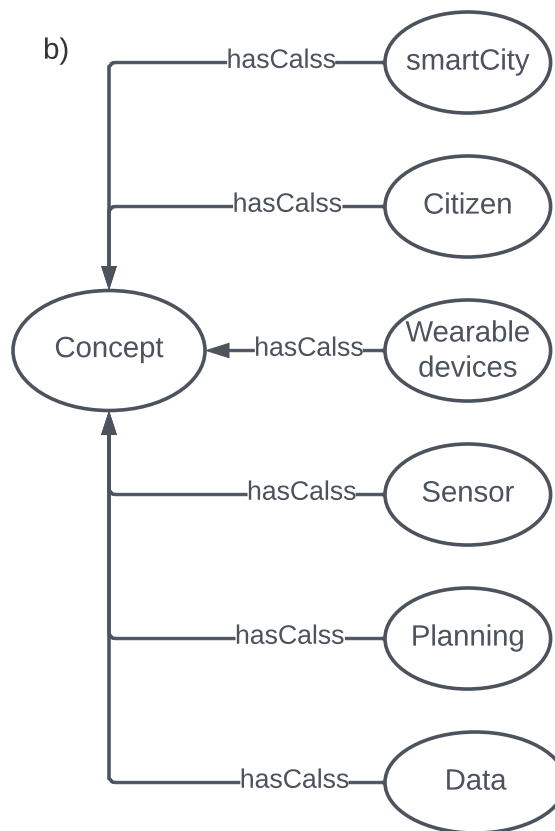 b)
hasCalss
smartCity
hasCalss
Citizen
Concept
hasCalss
Wearable
devices
hasCalss
Sensor
hasCalss
Planning
hasCalss
Data